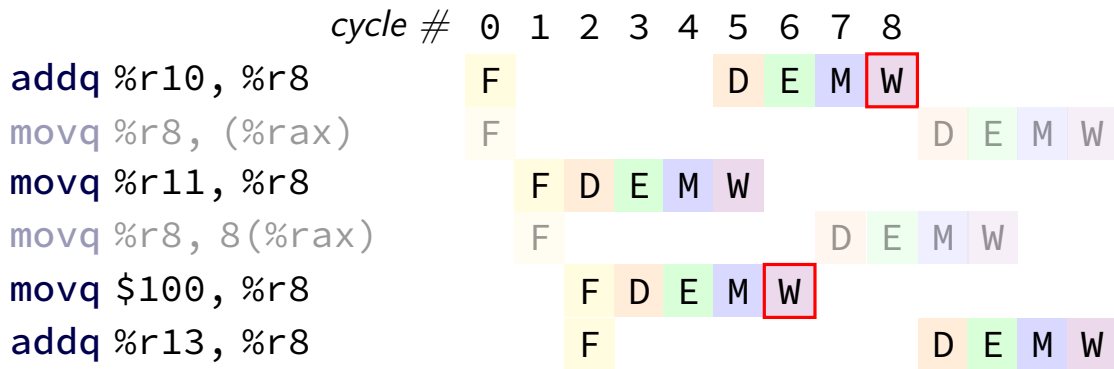 cycle # 0 1 2 3 4 5 6 7 8
addq %r10, %r8 F D E M W
movq %r8, (%rax) F D E M W
movq %r11, %r8 F D E M W
movq %r8, 8(%rax) F D E M W
movq $100, %r8 F D E M W
addq %r13, %r8 F D E M W